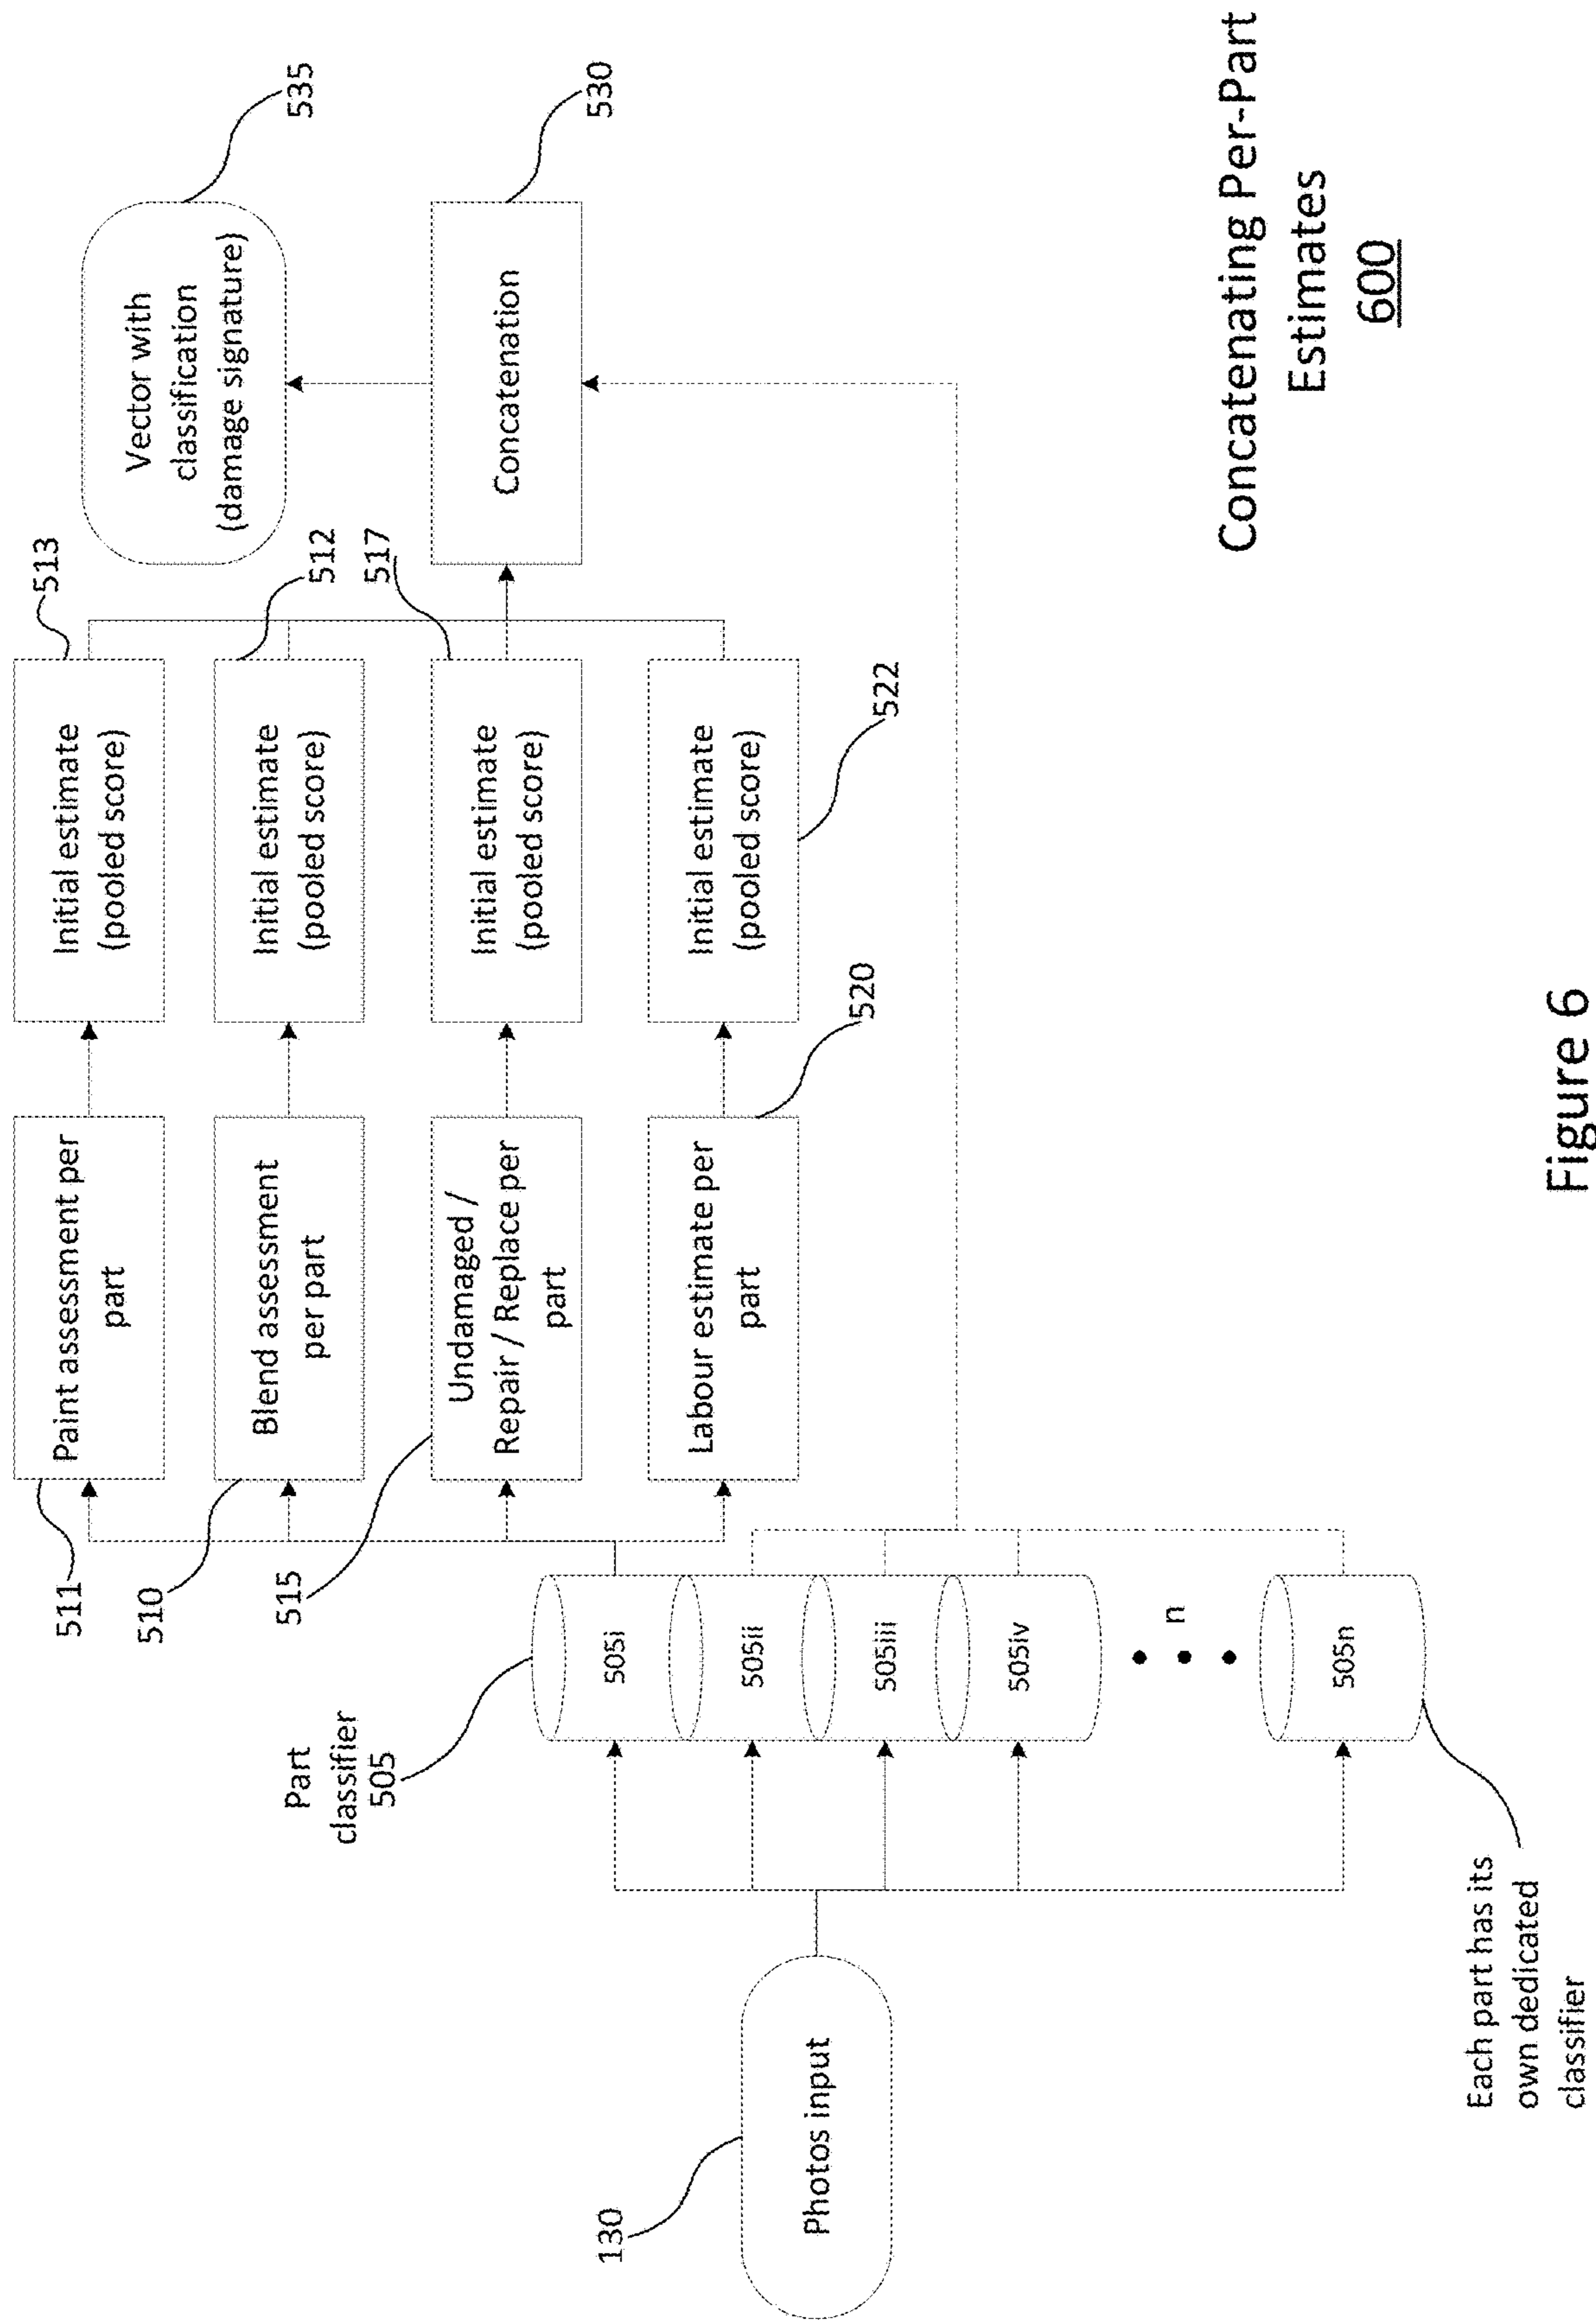 130
Photos input
Each part has its
own dedicated
classifier
Part
classifier
505
505i
505ii
505iii
505iv
n
505n
511
Paint assessment per
part
510
Blend assessment
per part
515
Undamaged /
Repair / Replace per
part
520
Labour estimate per
part
513
Initial estimate
(pooled score)
512
Initial estimate
(pooled score)
517
Initial estimate
(pooled score)
522
Initial estimate
(pooled score)
535
Vector with
classification
(damage signature)
530
Concatenation
Concatenating Per-Part
Estimates
600
Figure 6